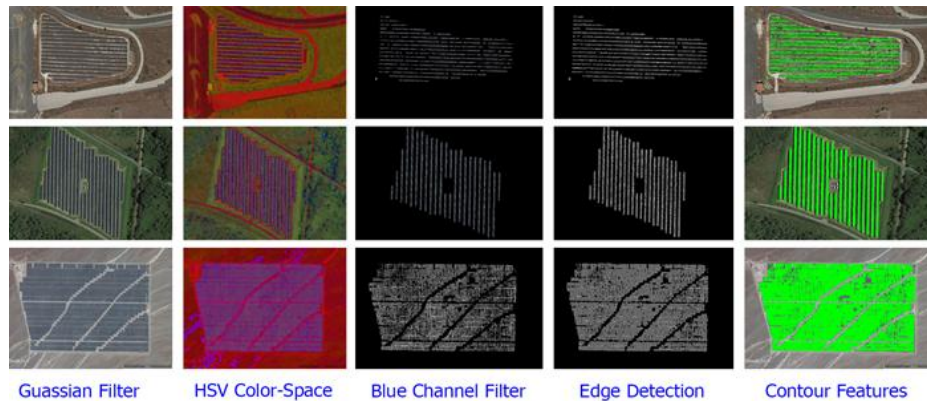 Guassian Filter
HSV Color-Space
Blue Channel Filter
Edge Detection
Contour Features